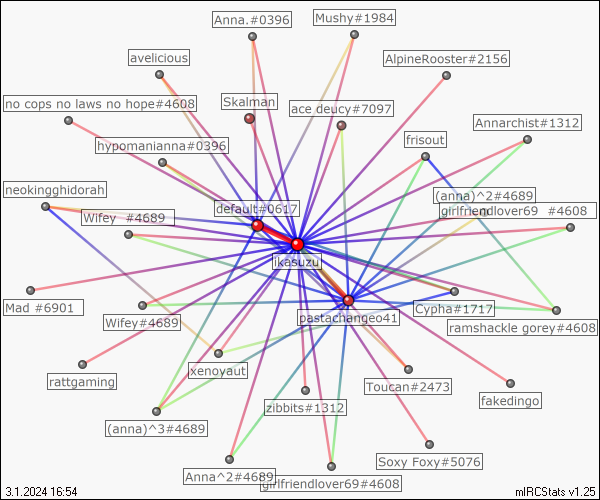 Anna.#0396
Mushy#1984
avelicious
AlpineRooster#2156
no cops no laws no hope#4608
Skalman
ace deucy#7097
Annarchist#1312
hypomanianna#0396
frisout
neokingghidorah
(anna)^2#4689
default#0617
girlfriendlover69 #4608
Wifey #4689
ikasuzu
Mad #6901
Cypha#1717
Wifey#4689
pastachangeo41
ramshackle gorey#4608
xenoyaut
rattgaming
Toucan#2473
fakedingo
zibbits#1312
(anna)^3#4689
Soxy Foxy#5076
Anna^2#4689
girlfriendlover69#4608
3.1.2024 16:54
mIRCStats v1.25